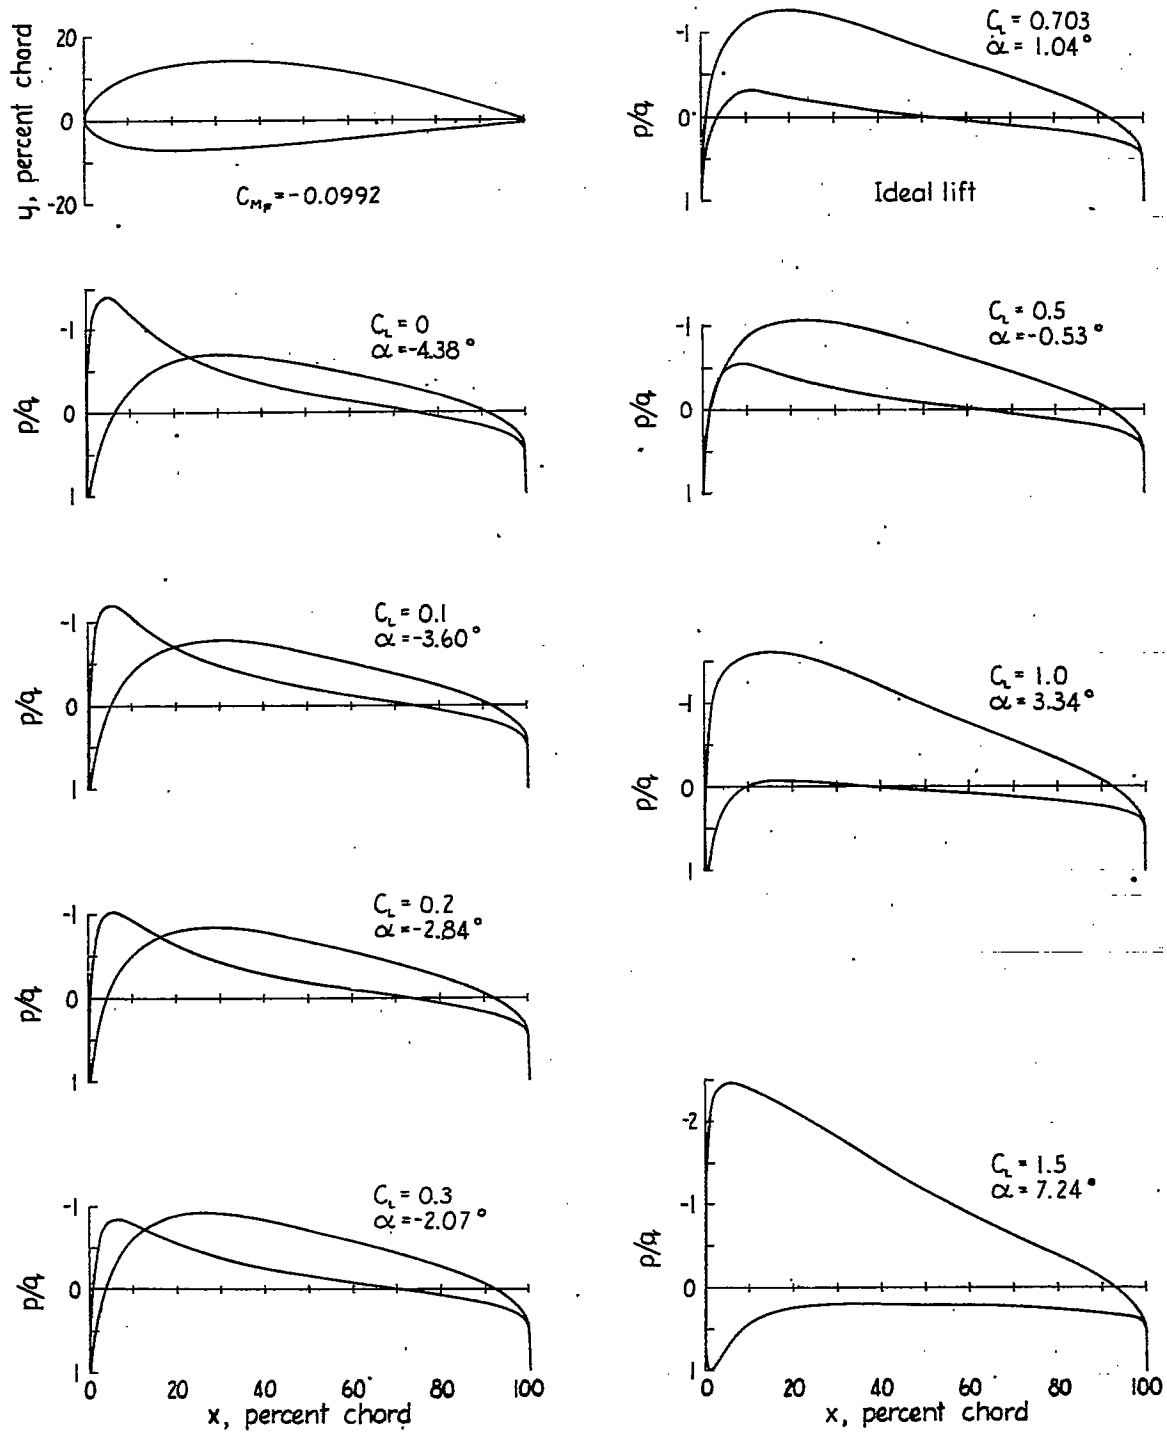 y, percent chord
20
0
-20
C_MF = -0.0992
p/q
-1
0
1
C_L = 0
α = -4.38°
p/q
-1
0
1
C_L = 0.1
α = -3.60°
p/q
-1
0
1
C_L = 0.2
α = -2.84°
p/q
-1
0
1
C_L = 0.3
α = -2.07°
0 20 40 60 80 100
x, percent chord
p/q
-1
0
1
C_L = 0.703
α = 1.04°
Ideal lift
p/q
-1
0
1
C_L = 0.5
α = -0.53°
p/q
-1
0
1
C_L = 1.0
α = 3.34°
p/q
-2
-1
0
1
C_L = 1.5
α = 7.24°
0 20 40 60 80 100
x, percent chord